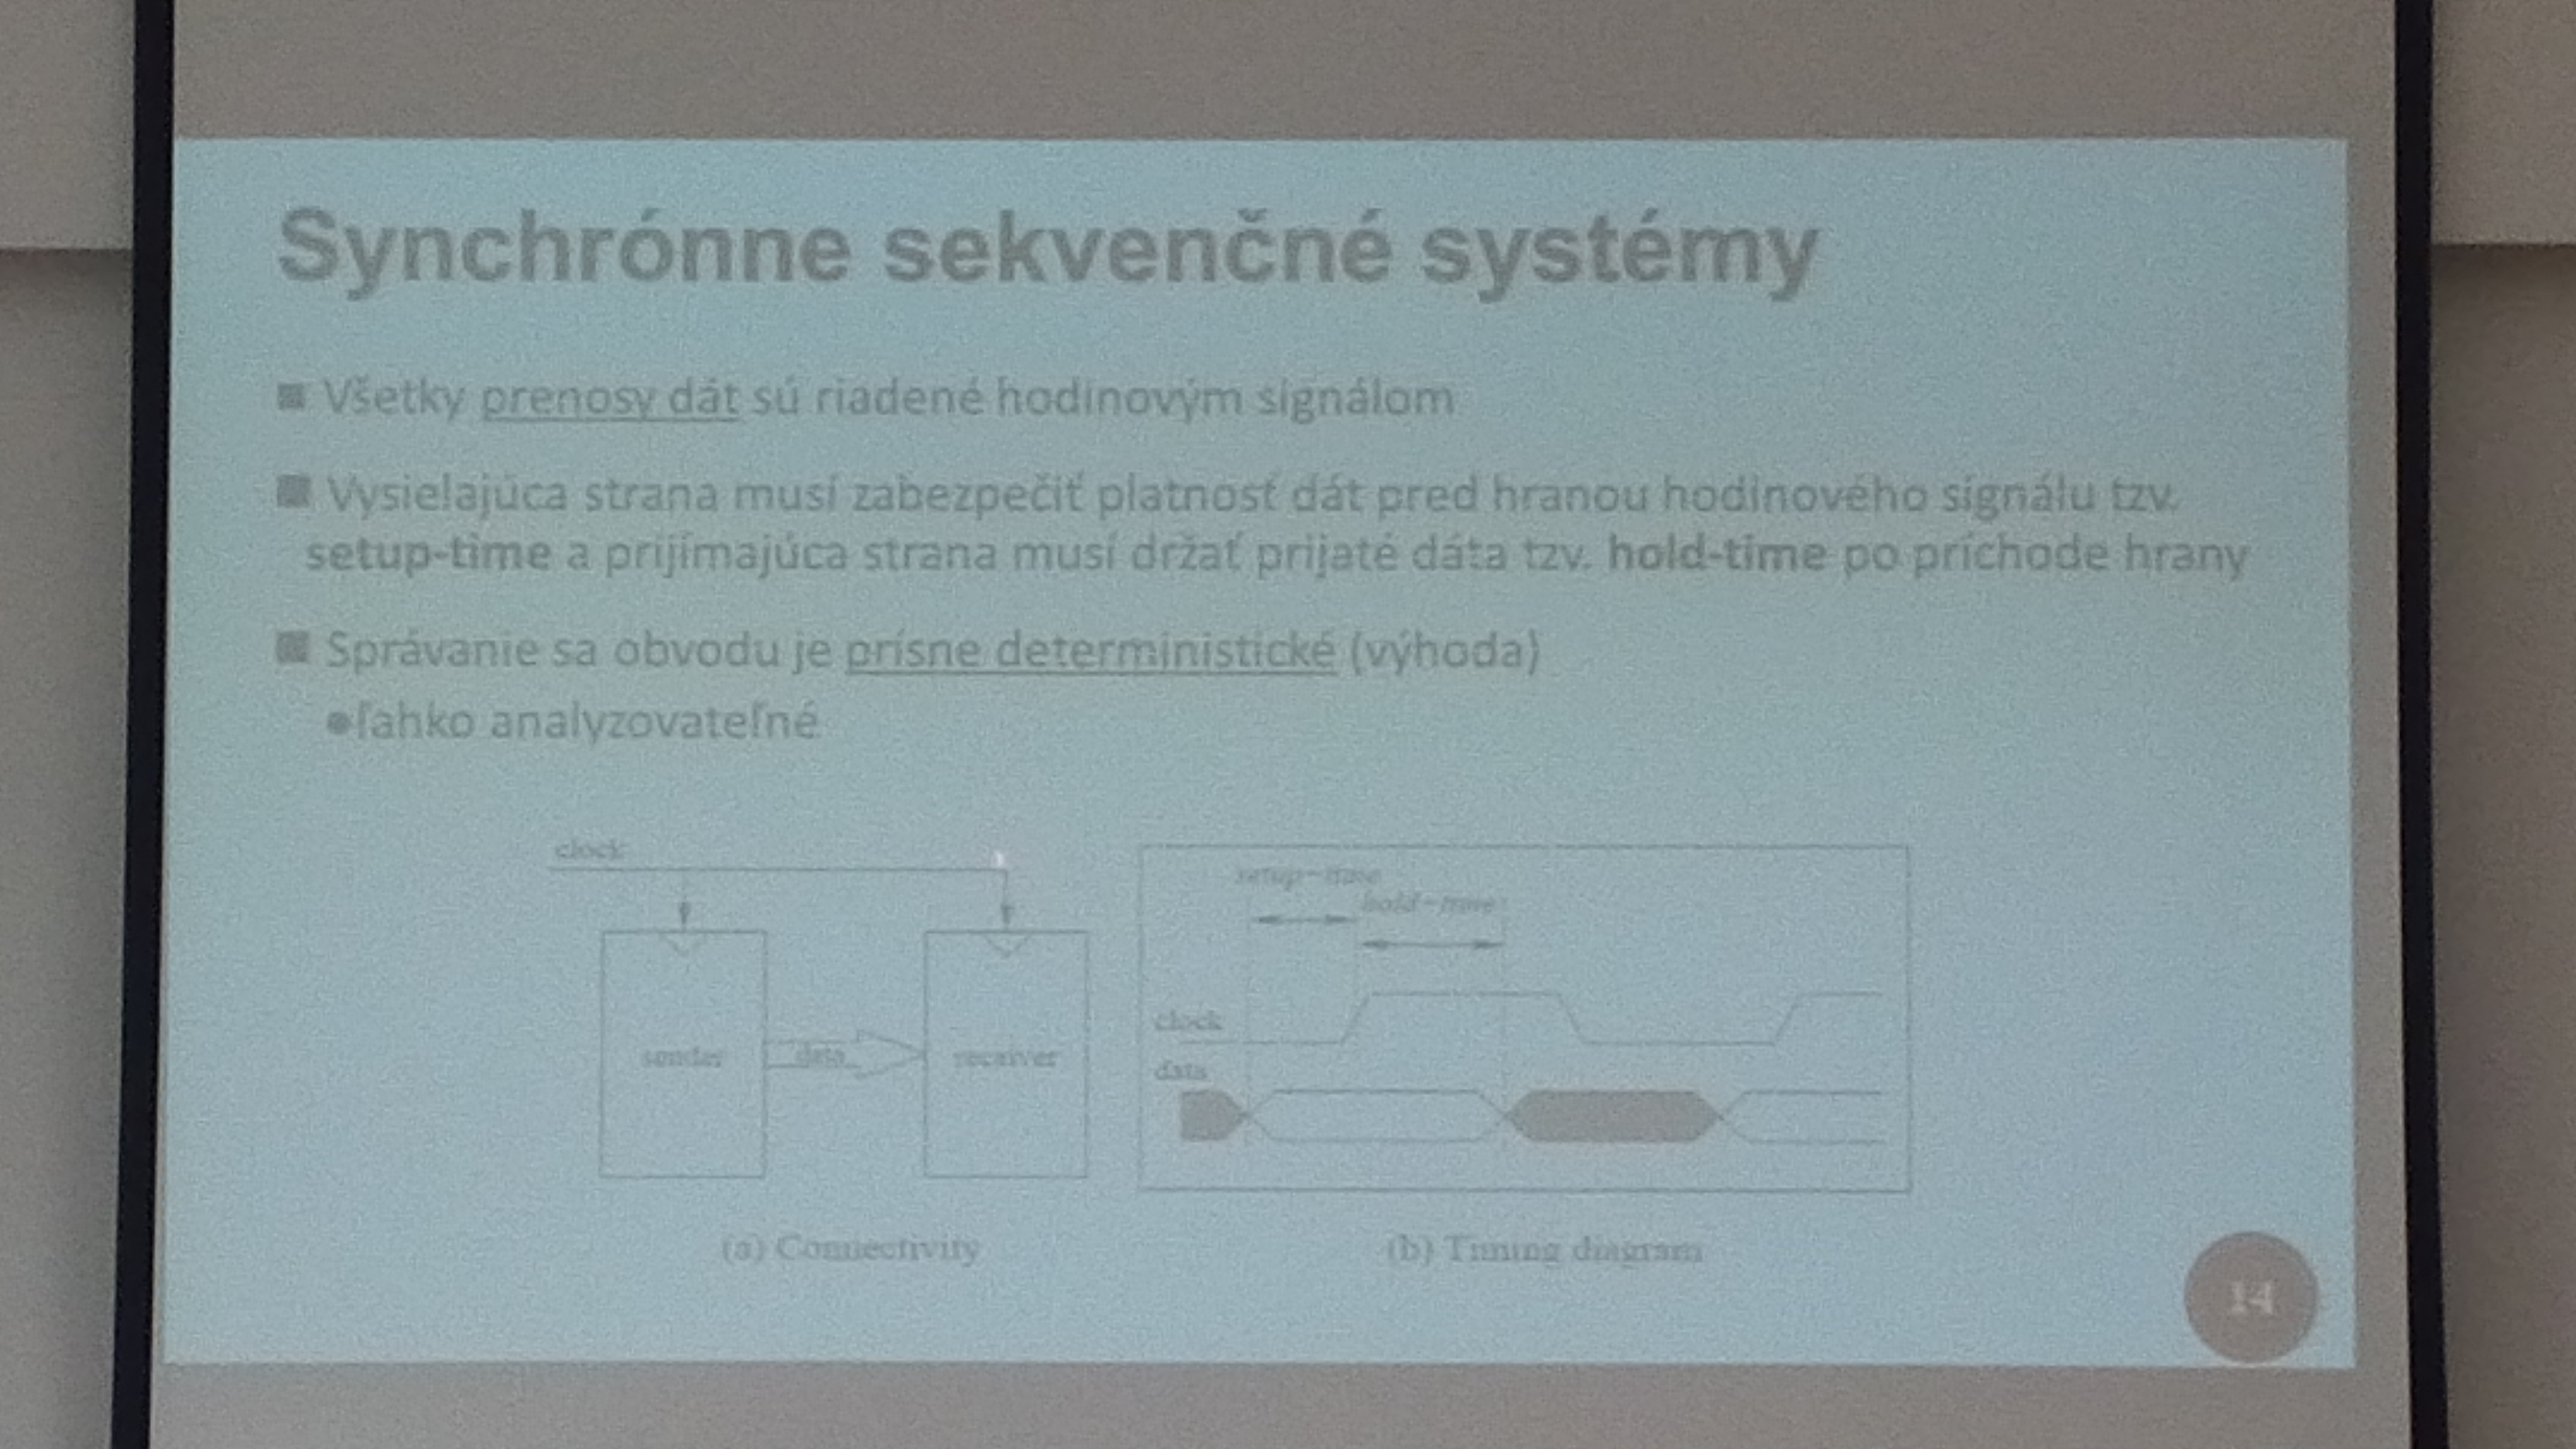 Synchrónne sekvenčné systémy
■ Všetky prenosy dát sú riadené hodinovým signálom
■ Vysielajúca strana musí zabezpečiť platnosť dát pred hranou hodinového signálu tzv.
setup-time a prijímajúca strana musí držať prijaté dáta tzv. hold-time po príchode hrany
■ Správanie sa obvodu je prísne deterministické (výhoda)
●ľahko analyzovateľné
clock
sender
data
receiver
(a) Connectivity
setup-time
hold-time
clock
data
(b) Timing diagram
14